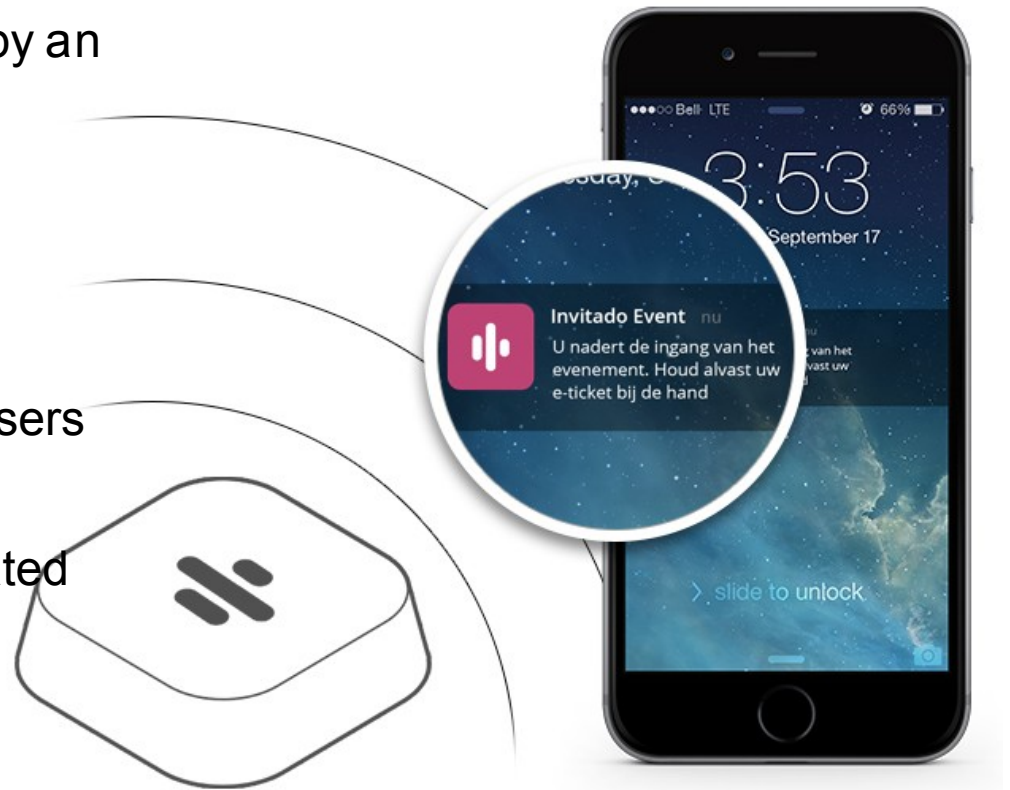 by an
sers
ted
Bell LTE
66%
3:53
September 17
Invitado Event nu
U nadert de ingang van het
evenement. Houd alvast uw
e-ticket bij de hand
nu
van het
vast uw
> slide to unlock